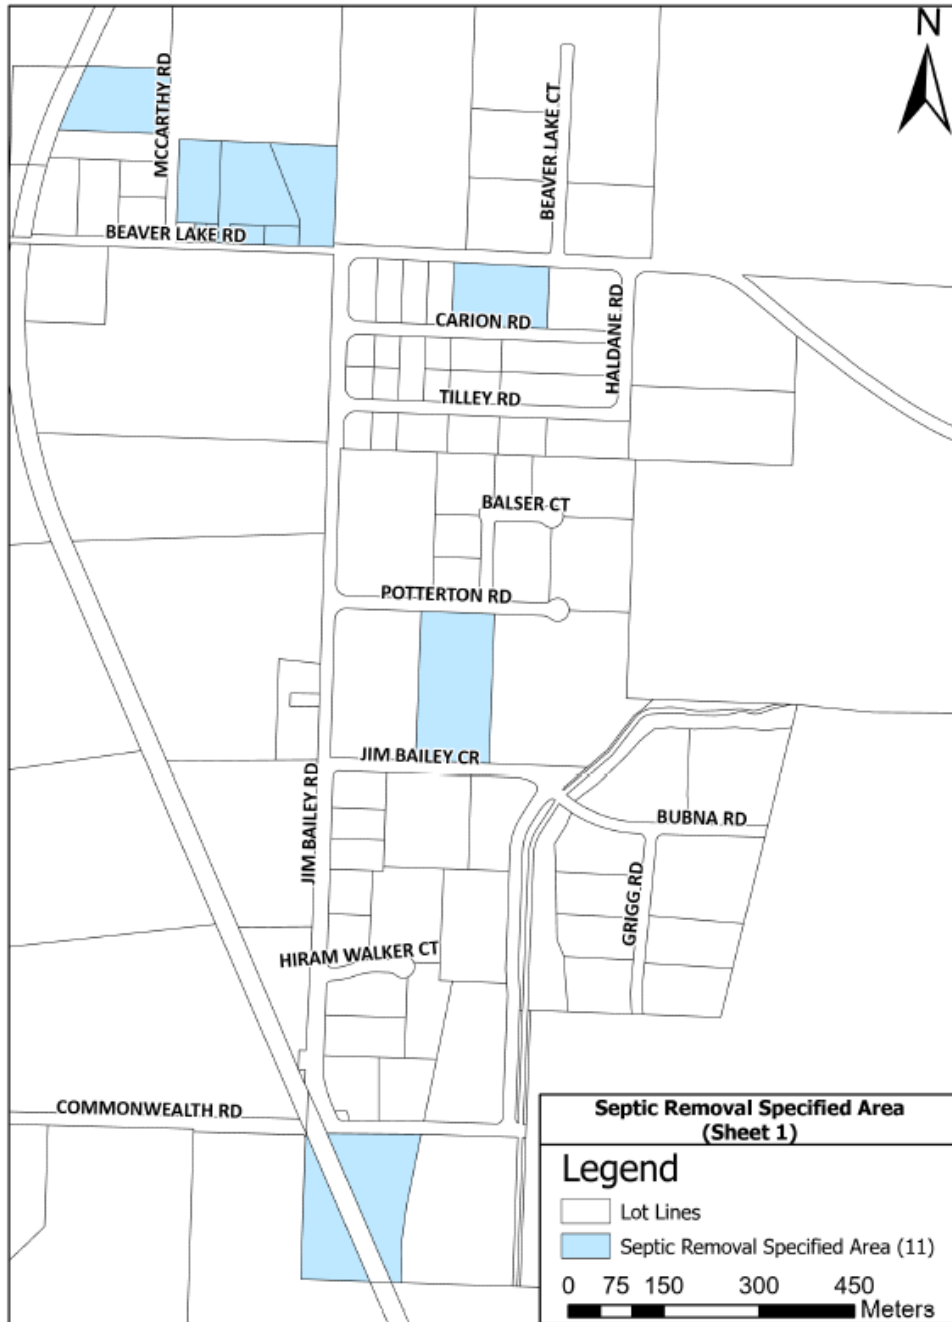 N
MCCARTHY RD
BEAVER LAKE CT
BEAVER LAKE RD
HALDANE RD
CARION RD
TILLEY RD
BALSER CT
POTTERTON RD
JIM BAILEY CR
JIM BAILEY RD
BUBNA RD
GRIGG RD
HIRAM WALKER CT
COMMONWEALTH RD
Septic Removal Specified Area
(Sheet 1)
Legend
Lot Lines
Septic Removal Specified Area (11)
0 75 150 300 450
Meters